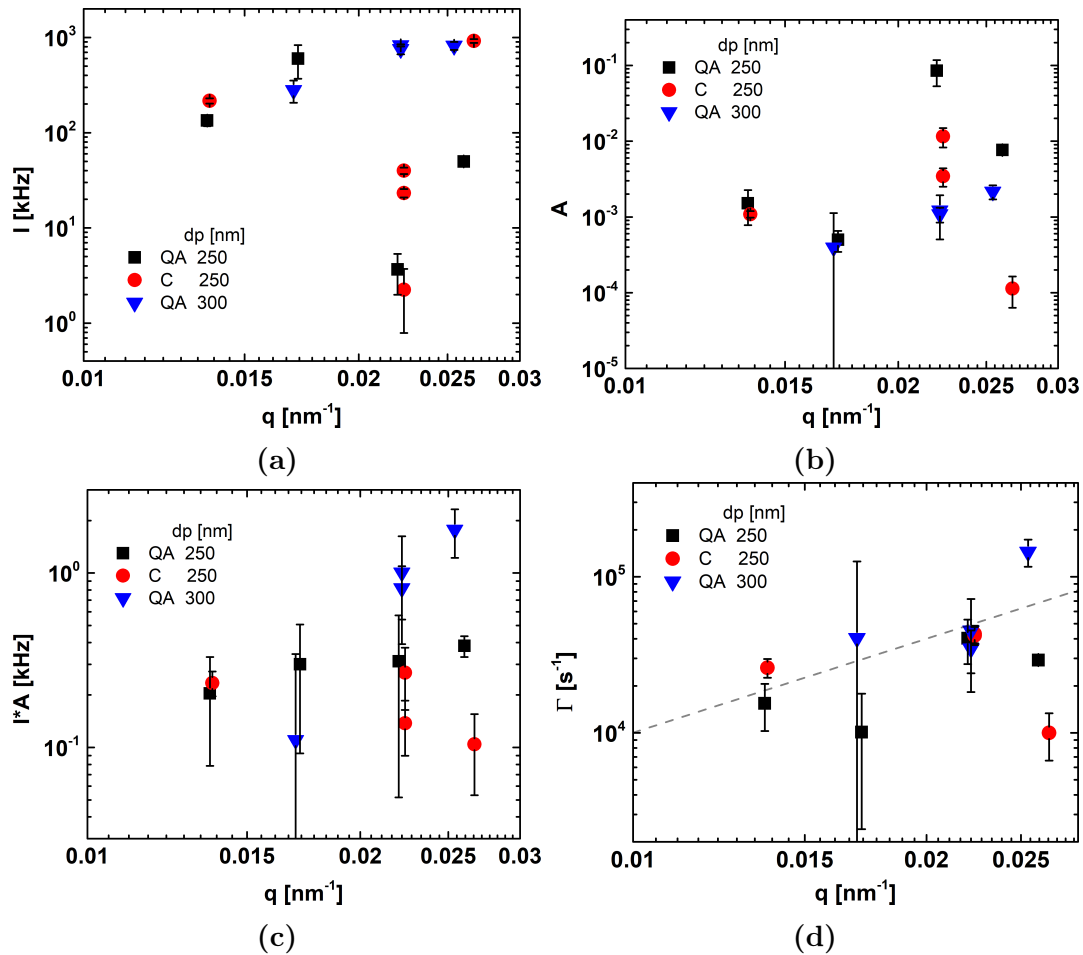 10³
10²
10¹
10⁰
I [kHz]
dp [nm]
QA 250
C 250
QA 300
0.01 0.015 0.02 0.025 0.03
q [nm⁻¹]
(a)
10⁻¹
10⁻²
10⁻³
10⁻⁴
10⁻⁵
A
dp [nm]
QA 250
C 250
QA 300
0.01 0.015 0.02 0.025 0.03
q [nm⁻¹]
(b)
10⁰
10⁻¹
I*A [kHz]
dp [nm]
QA 250
C 250
QA 300
0.01 0.015 0.02 0.025 0.03
q [nm⁻¹]
(c)
10⁵
10⁴
Γ [s⁻¹]
dp [nm]
QA 250
C 250
QA 300
0.01 0.015 0.02 0.025
q [nm⁻¹]
(d)